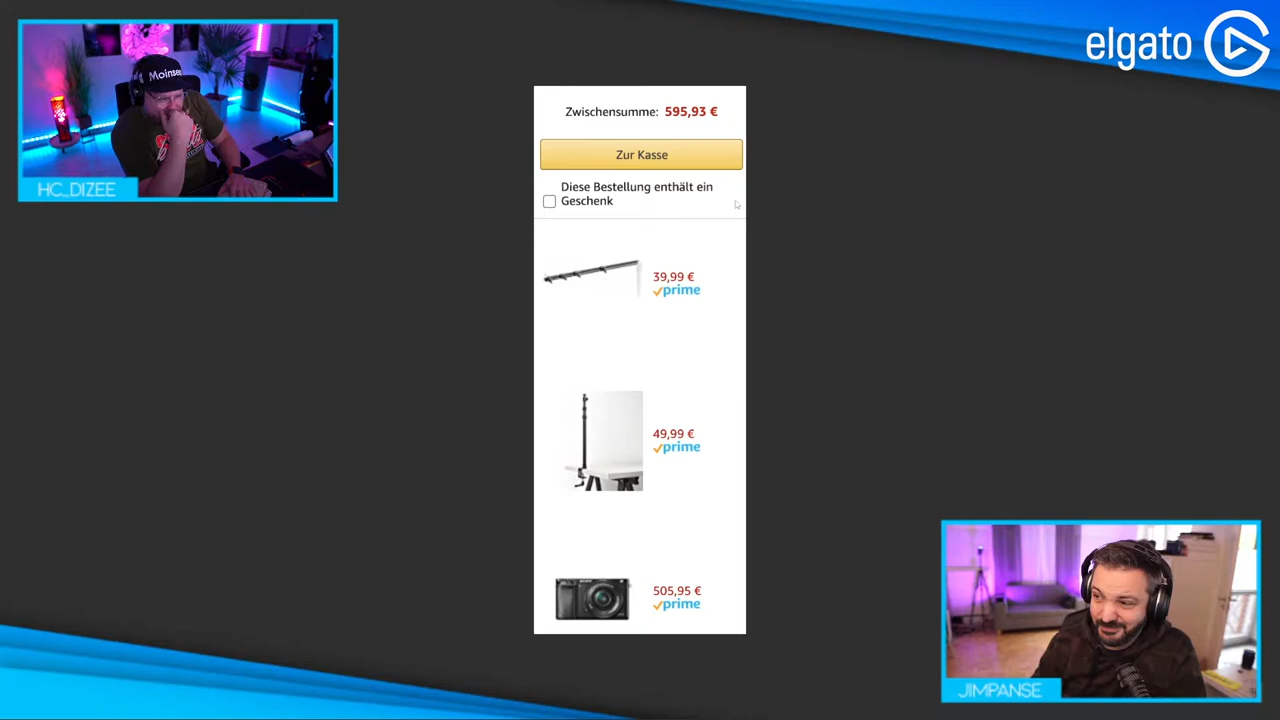 elgato
Moinsen
HC_DIZEE
Zwischensumme: 595,93 €
Zur Kasse
Diese Bestellung enthält ein
Geschenk
39,99 €
prime
49,99 €
prime
505,95 €
prime
JIMPANSE